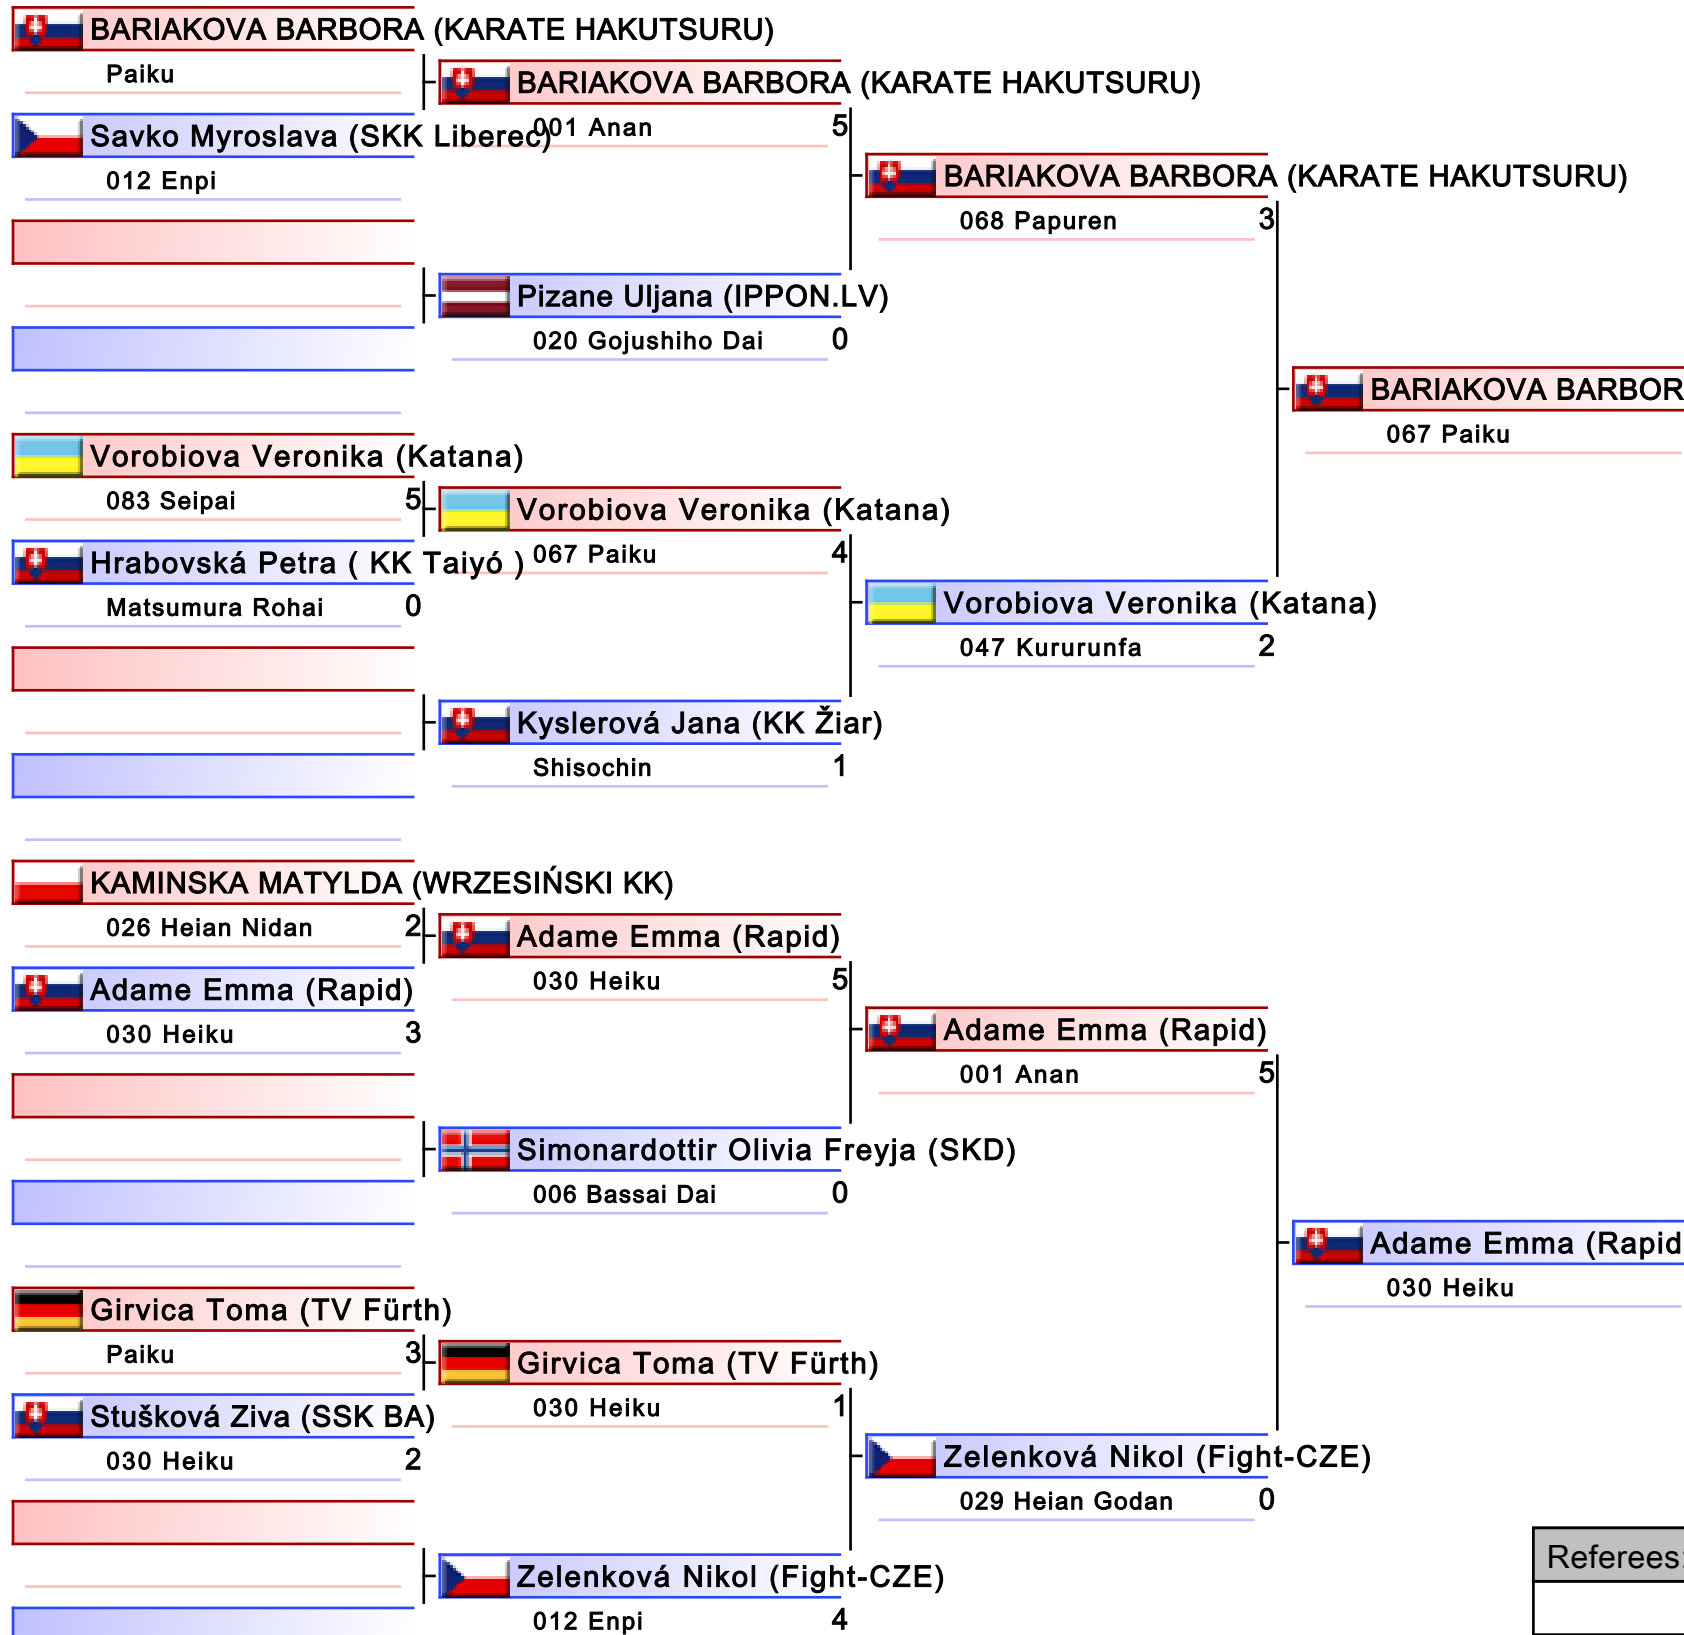 BARIAKOVA BARBORA (KARATE HAKUTSURU)
Paiku
Savko Myroslava (SKK Liberec)
012 Enpi
Vorobiova Veronika (Katana)
083 Seipai 5
Hrabovská Petra ( KK Taiyó )
Matsumura Rohai 0
KAMINSKA MATYLDA (WRZESIŃSKI KK)
026 Heian Nidan 2
Adame Emma (Rapid)
030 Heiku 3
Girvica Toma (TV Fürth)
Paiku 3
Stušková Ziva (SSK BA)
030 Heiku 2
BARIAKOVA BARBORA (KARATE HAKUTSURU)
001 Anan 5
Pizane Uljana (IPPON.LV)
020 Gojushiho Dai 0
Vorobiova Veronika (Katana)
067 Paiku 4
Kyslerová Jana (KK Žiar)
Shisochin 1
Adame Emma (Rapid)
030 Heiku 5
Simonardottir Olivia Freyja (SKD)
006 Bassai Dai 0
Girvica Toma (TV Fürth)
030 Heiku 1
Zelenková Nikol (Fight-CZE)
012 Enpi 4
BARIAKOVA BARBORA (KARATE HAKUTSURU)
068 Papuren 3
Vorobiova Veronika (Katana)
047 Kururunfa 2
Adame Emma (Rapid)
001 Anan 5
Zelenková Nikol (Fight-CZE)
029 Heian Godan 0
BARIAKOVA BARBOR
067 Paiku
Adame Emma (Rapid
030 Heiku
Referees: